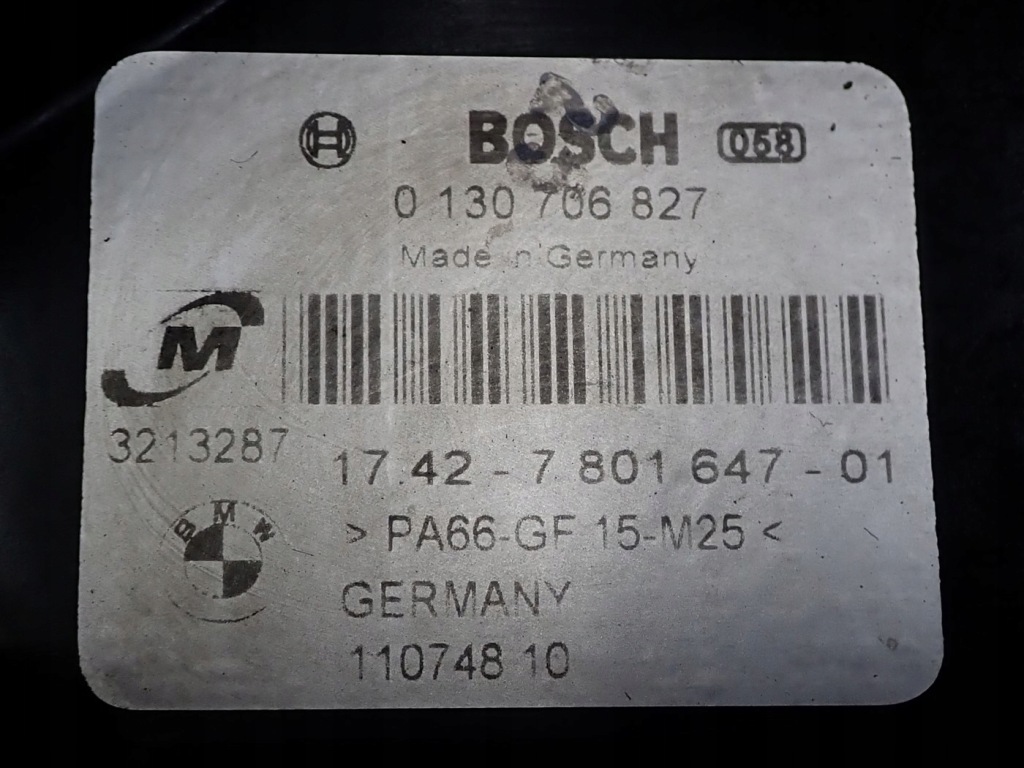 H BOSCH 058
0 130 706 827
Made in Germany
M
3213287
17.42 - 7 801 647 - 01
BMW
> PA66-GF 15-M25 <
GERMANY
110748 10